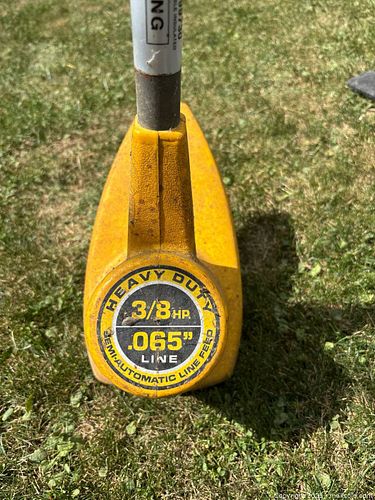 NG
HEAVY DUTY
3/8 HP
.065"
LINE
SEMI-AUTOMATIC LINE FEED